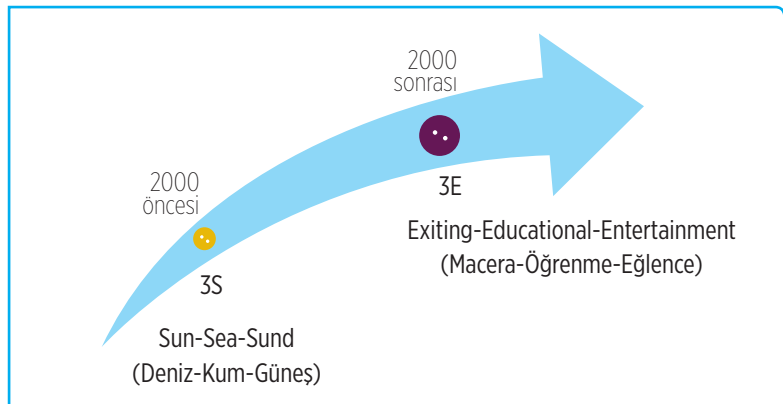 2000
öncesi
3S
Sun-Sea-Sund
(Deniz-Kum-Güneş)
2000
sonrası
3E
Exiting-Educational-Entertainment
(Macera-Öğrenme-Eğlence)